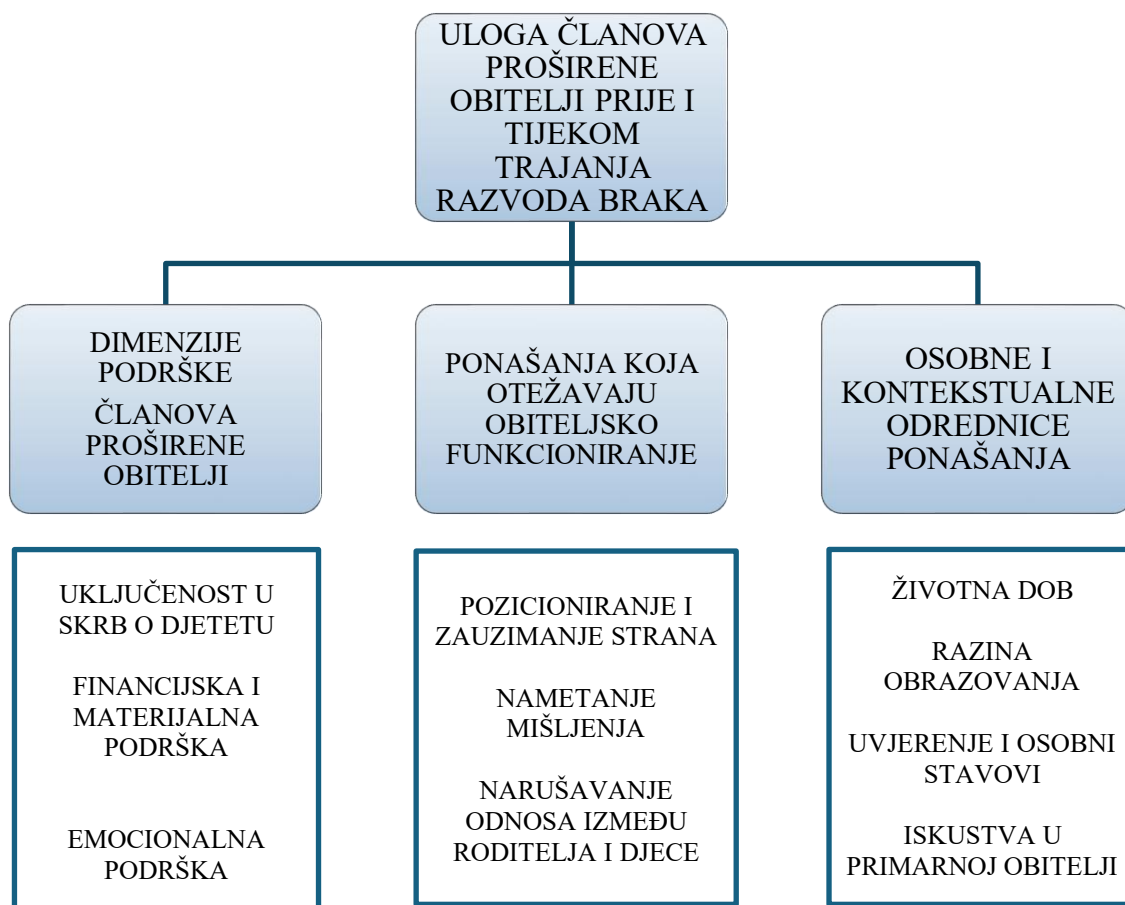 ULOGA ČLANOVA
PROŠIRENE
OBITELJI PRIJE I
TIJEKOM
TRAJANJA
RAZVODA BRAKA
DIMENZIJE
PODRŠKE
ČLANOVA
PROŠIRENE
OBITELJI
PONAŠANJA KOJA
OTEŽAVAJU
OBITELJSKO
FUNKCIONIRANJE
OSOBNE I
KONTEKSTUALNE
ODREDNICE
PONAŠANJA
UKLJUČENOST U
SKRB O DJETETU
FINANCIJSKA I
MATERIJALNA
PODRŠKA
EMOCIONALNA
PODRŠKA
POZICIONIRANJE I
ZAUZIMANJE STRANA
NAMETANJE
MIŠLJENJA
NARUŠAVANJE
ODNOSA IZMEĐU
RODITELJA I DJECE
ŽIVOTNA DOB
RAZINA
OBRAZOVANJA
UVJERENJE I OSOBNI
STAVOVI
ISKUSTVA U
PRIMARNOJ OBITELJI